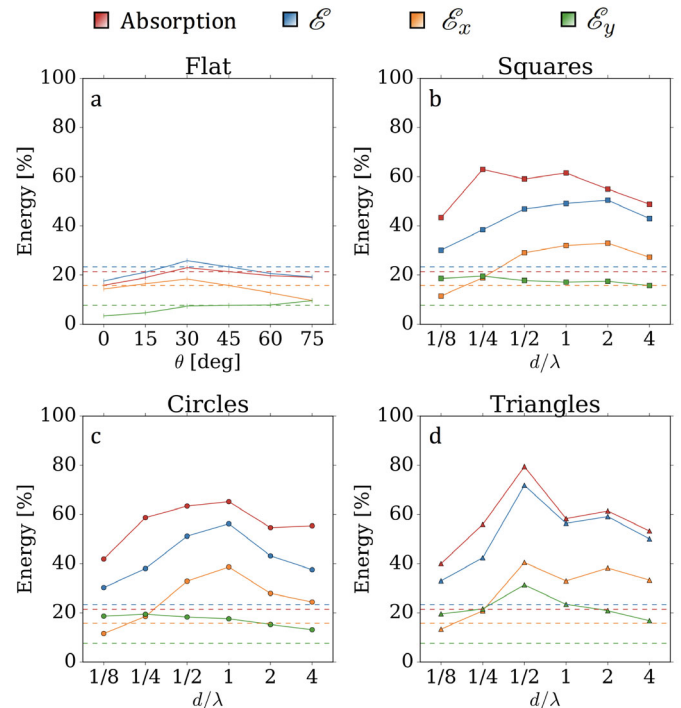 Absorption ℰ ℰx ℰy
Flat
a
Energy [%]
100
80
60
40
20
0
0 15 30 45 60 75
θ [deg]
Squares
b
Energy [%]
100
80
60
40
20
0
1/8 1/4 1/2 1 2 4
d/λ
Circles
c
Energy [%]
100
80
60
40
20
0
1/8 1/4 1/2 1 2 4
d/λ
Triangles
d
Energy [%]
100
80
60
40
20
0
1/8 1/4 1/2 1 2 4
d/λ